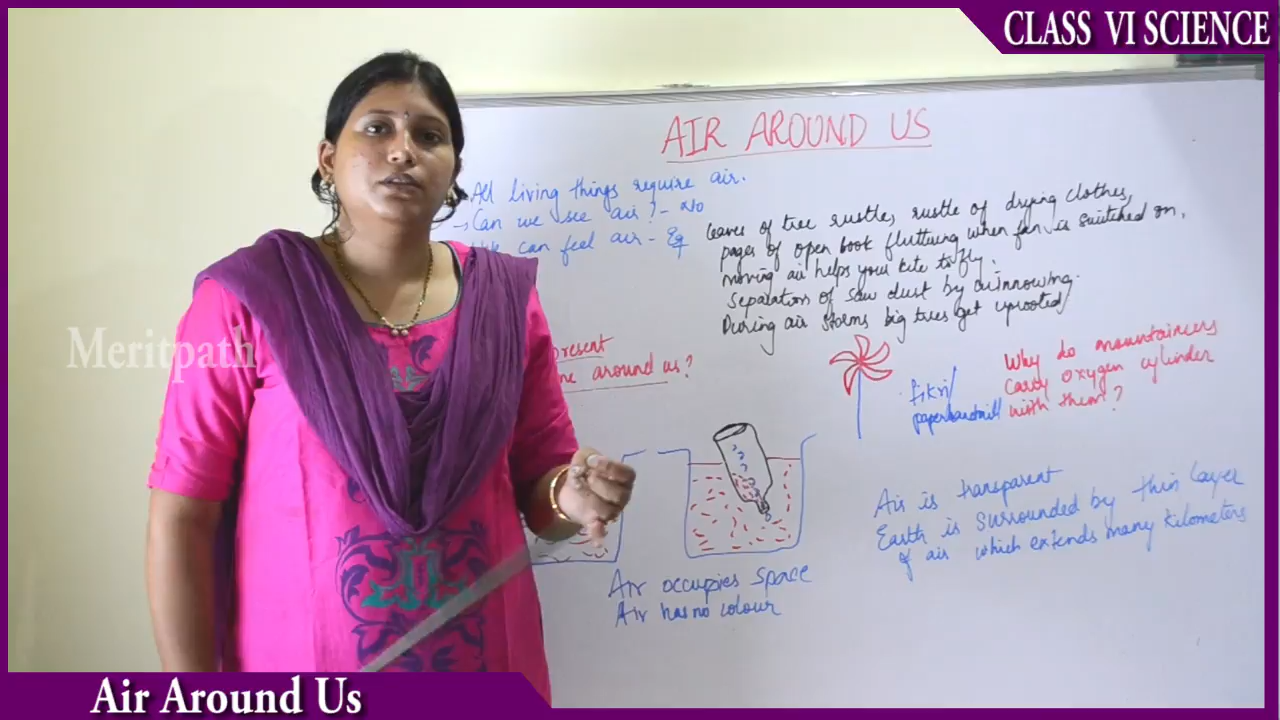 CLASS VI SCIENCE
AIR AROUND US
All living things require air.
→ Can we see air? - No
We can feel air - Eg
leaves of tree rustle, rustle of drying clothes,
pages of open book fluttering when fan is switched on.
moving air helps your kite to fly.
Separation of saw dust by winnowing.
During air storms big trees get uprooted
Meritpath
present
around us?
Why do mountaineers
carry oxygen cylinder
with them?
fikri/
paper
Air is transparent
Earth is surrounded by thin layer
of air which extends many kilometers
Air occupies space
Air has no colour
Air Around Us